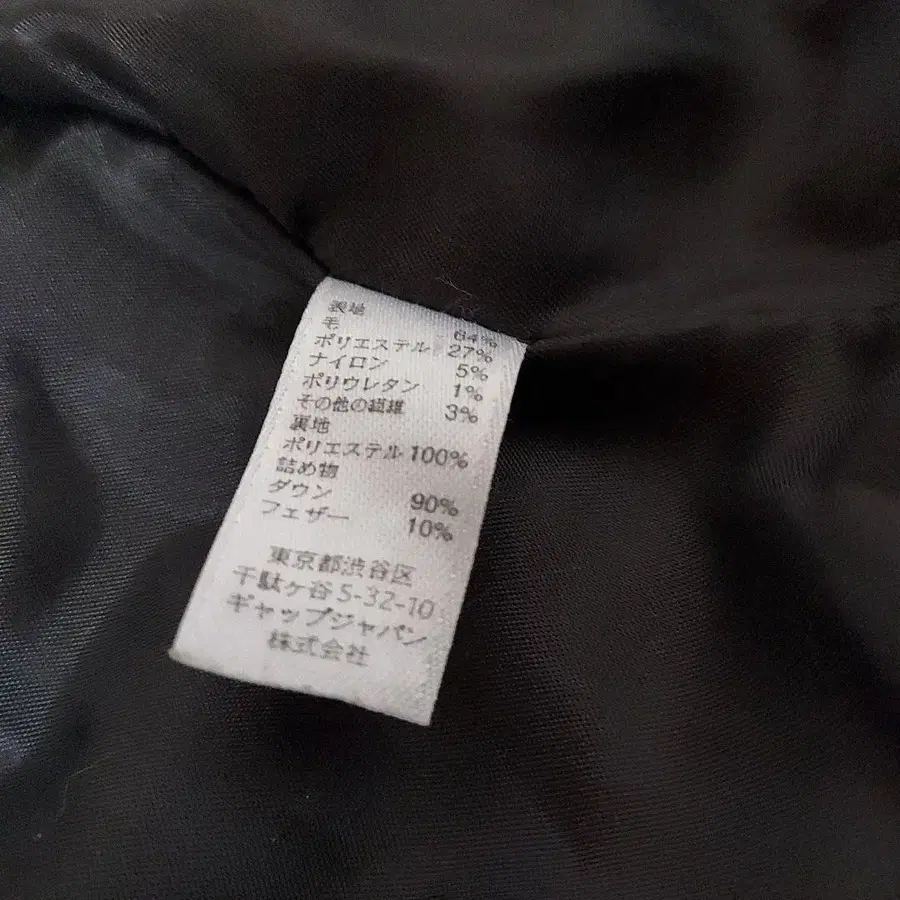 表地
毛 64%
ポリエステル 27%
ナイロン 5%
ポリウレタン 1%
その他の繊維 3%
裏地
ポリエステル 100%
詰め物
ダウン 90%
フェザー 10%
東京都渋谷区
千駄ヶ谷5-32-10
ギャップジャパン
株式会社